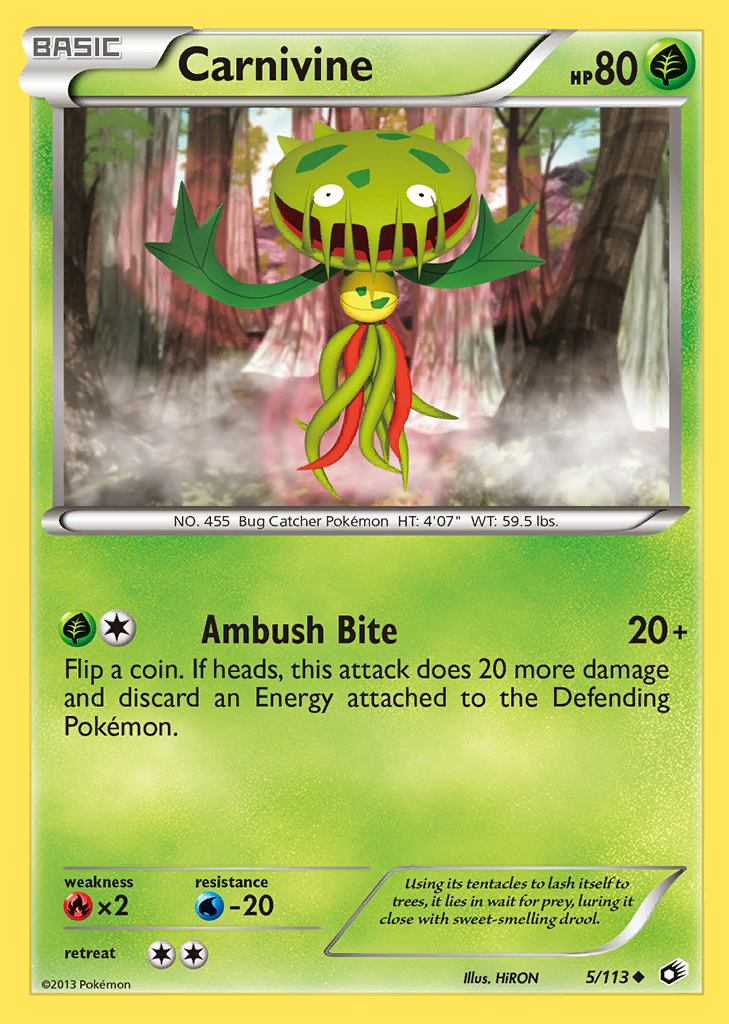 BASIC
Carnivine
HP80
NO. 455 Bug Catcher Pokémon HT: 4'07" WT: 59.5 lbs.
Ambush Bite 20+
Flip a coin. If heads, this attack does 20 more damage
and discard an Energy attached to the Defending
Pokémon.
weakness
×2
resistance
-20
retreat
Using its tentacles to lash itself to
trees, it lies in wait for prey, luring it
close with sweet-smelling drool.
©2013 Pokémon
Illus. HiRON
5/113